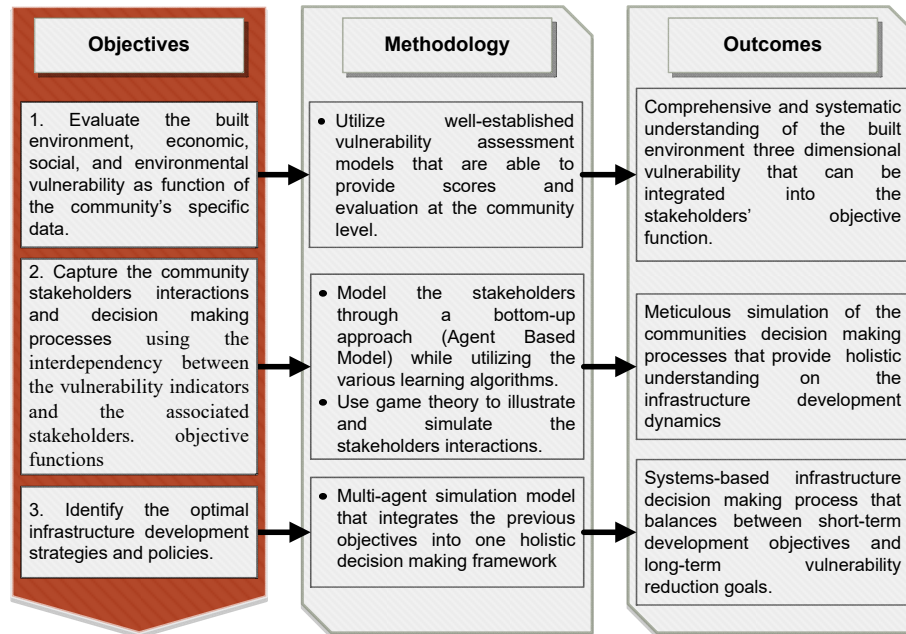 Objectives
1. Evaluate the built
environment, economic,
social, and environmental
vulnerability as function of
the community's specific
data.
2. Capture the community
stakeholders interactions
and decision making
processes using the
interdependency between
the vulnerability indicators
and the associated
stakeholders. objective
functions
3. Identify the optimal
infrastructure development
strategies and policies.
Methodology
• Utilize well-established
vulnerability assessment
models that are able to
provide scores and
evaluation at the community
level.
• Model the stakeholders
through a bottom-up
approach (Agent Based
Model) while utilizing the
various learning algorithms.
• Use game theory to illustrate
and simulate the
stakeholders interactions.
• Multi-agent simulation model
that integrates the previous
objectives into one holistic
decision making framework
Outcomes
Comprehensive and systematic
understanding of the built
environment three dimensional
vulnerability that can be
integrated into the
stakeholders' objective
function.
Meticulous simulation of the
communities decision making
processes that provide holistic
understanding on the
infrastructure development
dynamics
Systems-based infrastructure
decision making process that
balances between short-term
development objectives and
long-term vulnerability
reduction goals.